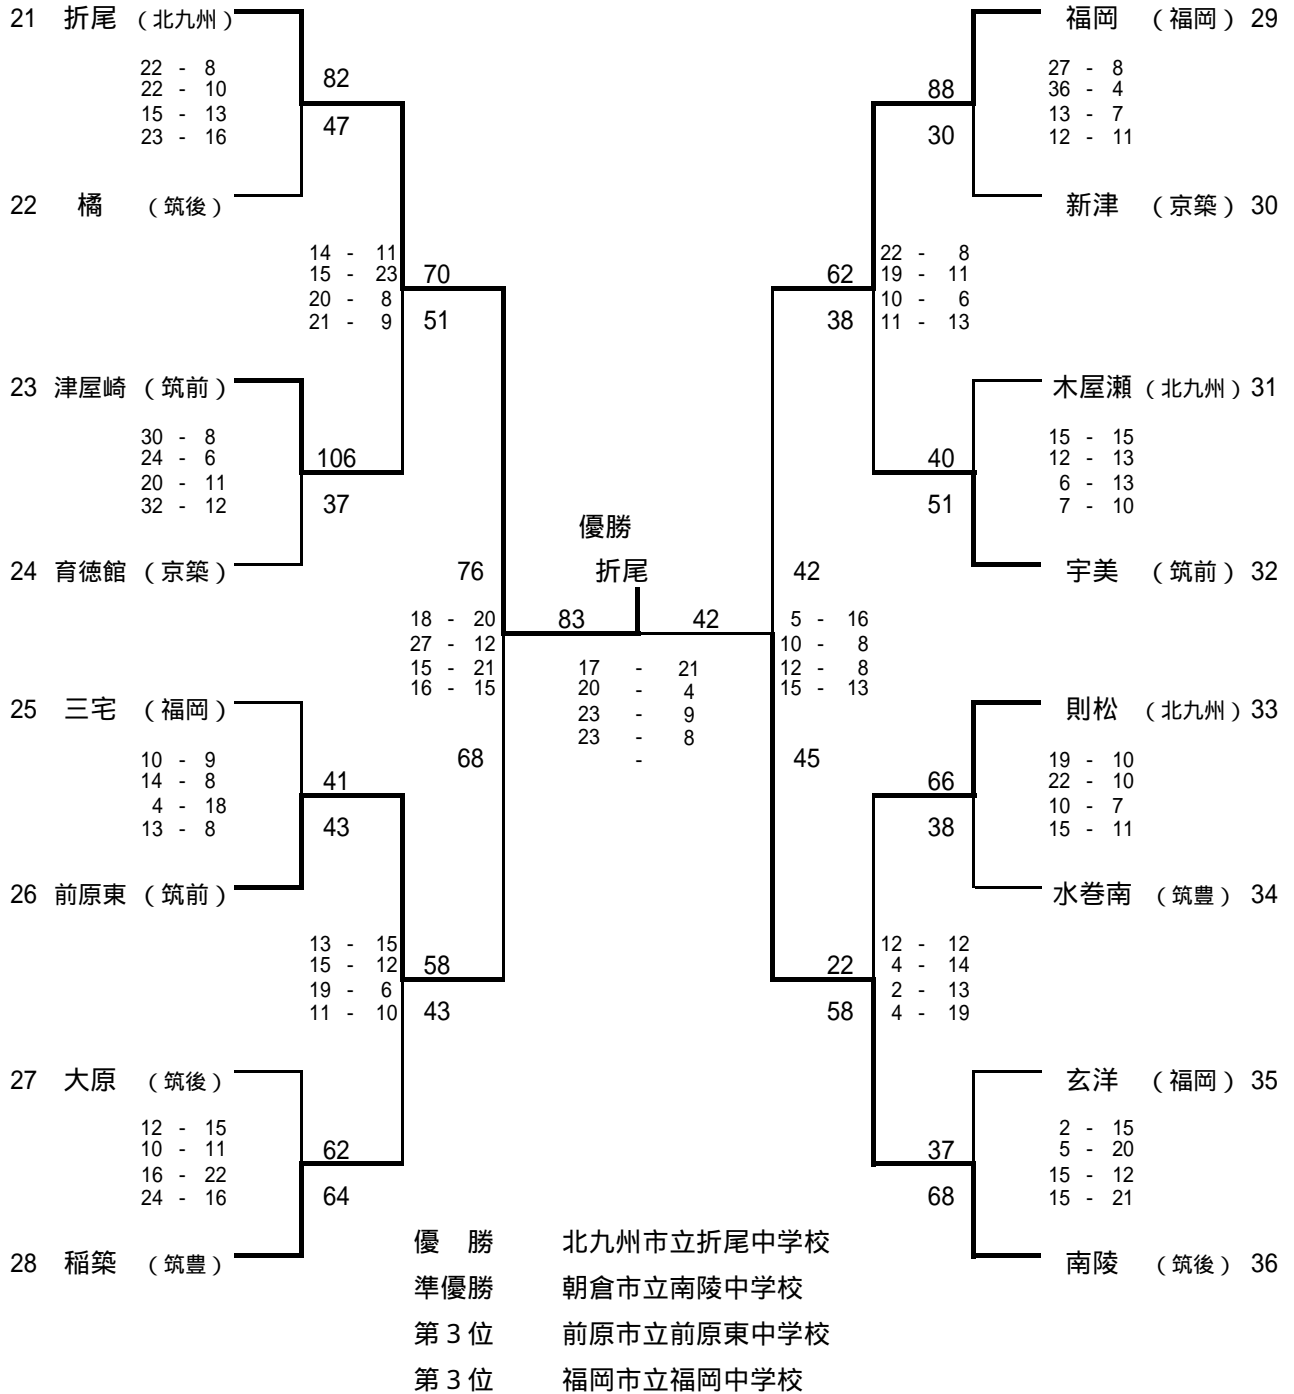 21 折尾 （北九州）
22 - 8
22 - 10
15 - 13
23 - 16
82
47
22 橘 （筑後）
14 - 11
15 - 23
20 - 8
21 - 9
70
51
23 津屋崎 （筑前）
30 - 8
24 - 6
20 - 11
32 - 12
106
37
24 育徳館 （京築）
76
18 - 20
27 - 12
15 - 21
16 - 15
68
25 三宅 （福岡）
10 - 9
14 - 8
4 - 18
13 - 8
41
43
26 前原東 （筑前）
13 - 15
15 - 12
19 - 6
11 - 10
58
43
27 大原 （筑後）
12 - 15
10 - 11
16 - 22
24 - 16
62
64
28 稲築 （筑豊）
優勝
折尾
83 42
17 - 21
20 - 4
23 - 9
23 - 8
-
福岡 （福岡） 29
88
30
27 - 8
36 - 4
13 - 7
12 - 11
新津 （京築） 30
62
38
22 - 8
19 - 11
10 - 6
11 - 13
木屋瀬 （北九州） 31
40
51
15 - 15
12 - 13
6 - 13
7 - 10
宇美 （筑前） 32
42
5 - 16
10 - 8
12 - 8
15 - 13
45
則松 （北九州） 33
66
38
19 - 10
22 - 10
10 - 7
15 - 11
水巻南 （筑豊） 34
22
58
12 - 12
4 - 14
2 - 13
4 - 19
玄洋 （福岡） 35
37
68
2 - 15
5 - 20
15 - 12
15 - 21
南陵 （筑後） 36
優　勝 北九州市立折尾中学校
準優勝 朝倉市立南陵中学校
第３位 前原市立前原東中学校
第３位 福岡市立福岡中学校